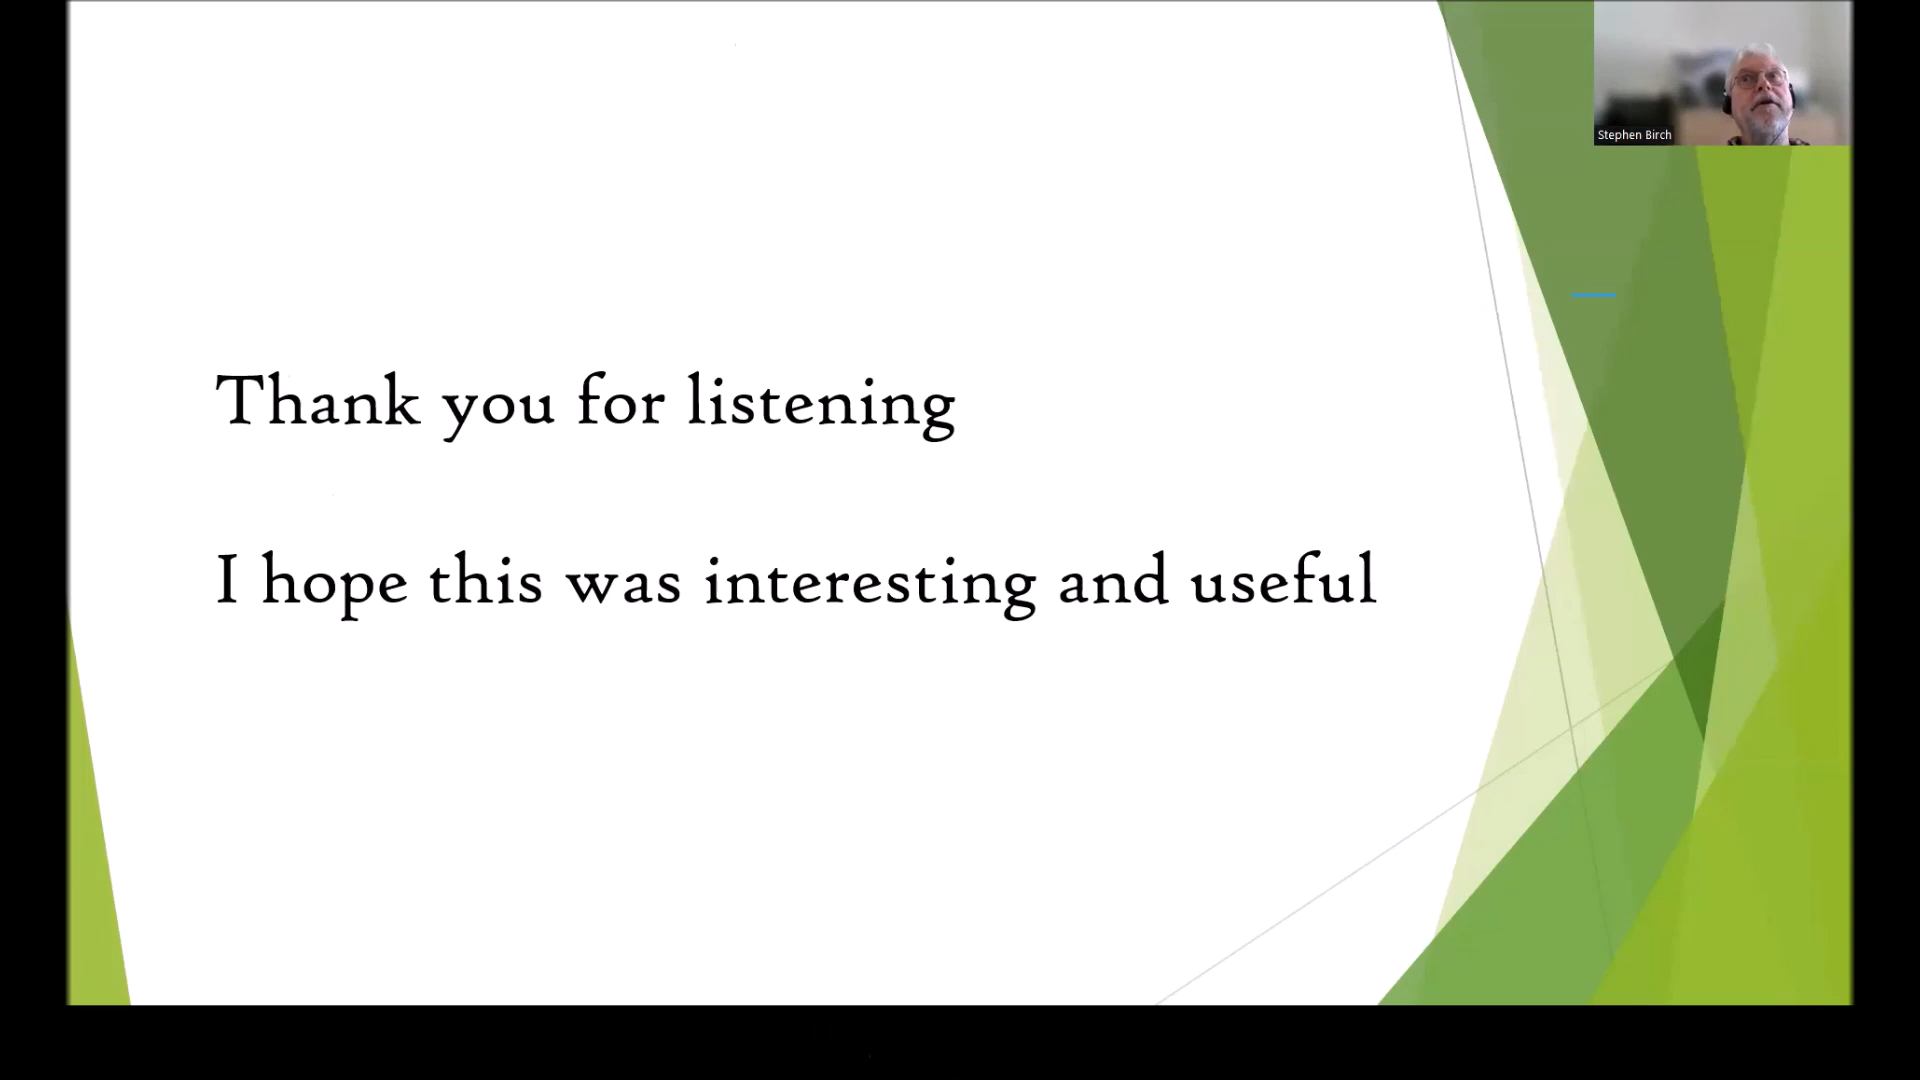 Stephen Birch
Thank you for listening
I hope this was interesting and useful